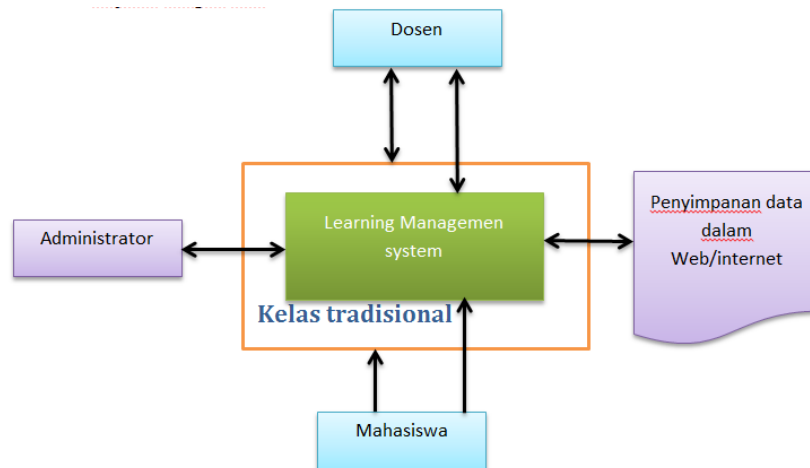 Dosen
Learning Managemen
system
Administrator
Penyimpanan data
dalam
Web/internet
Kelas tradisional
Mahasiswa